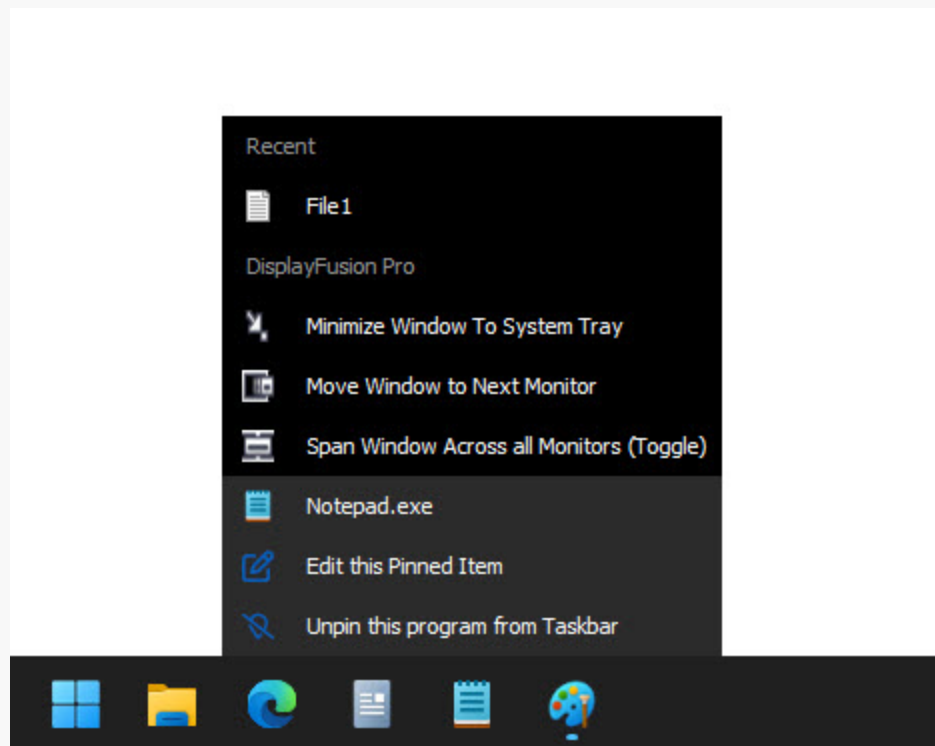 Recent
File1
DisplayFusion Pro
Minimize Window To System Tray
Move Window to Next Monitor
Span Window Across all Monitors (Toggle)
Notepad.exe
Edit this Pinned Item
Unpin this program from Taskbar